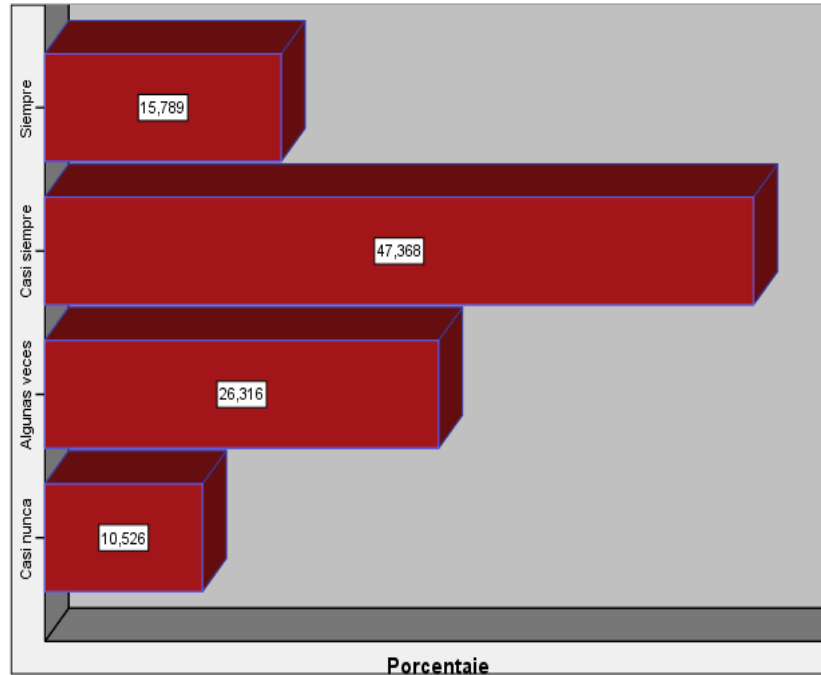 Siempre
15,789
Casi siempre
47,368
Algunas veces
26,316
Casi nunca
10,526
Porcentaje